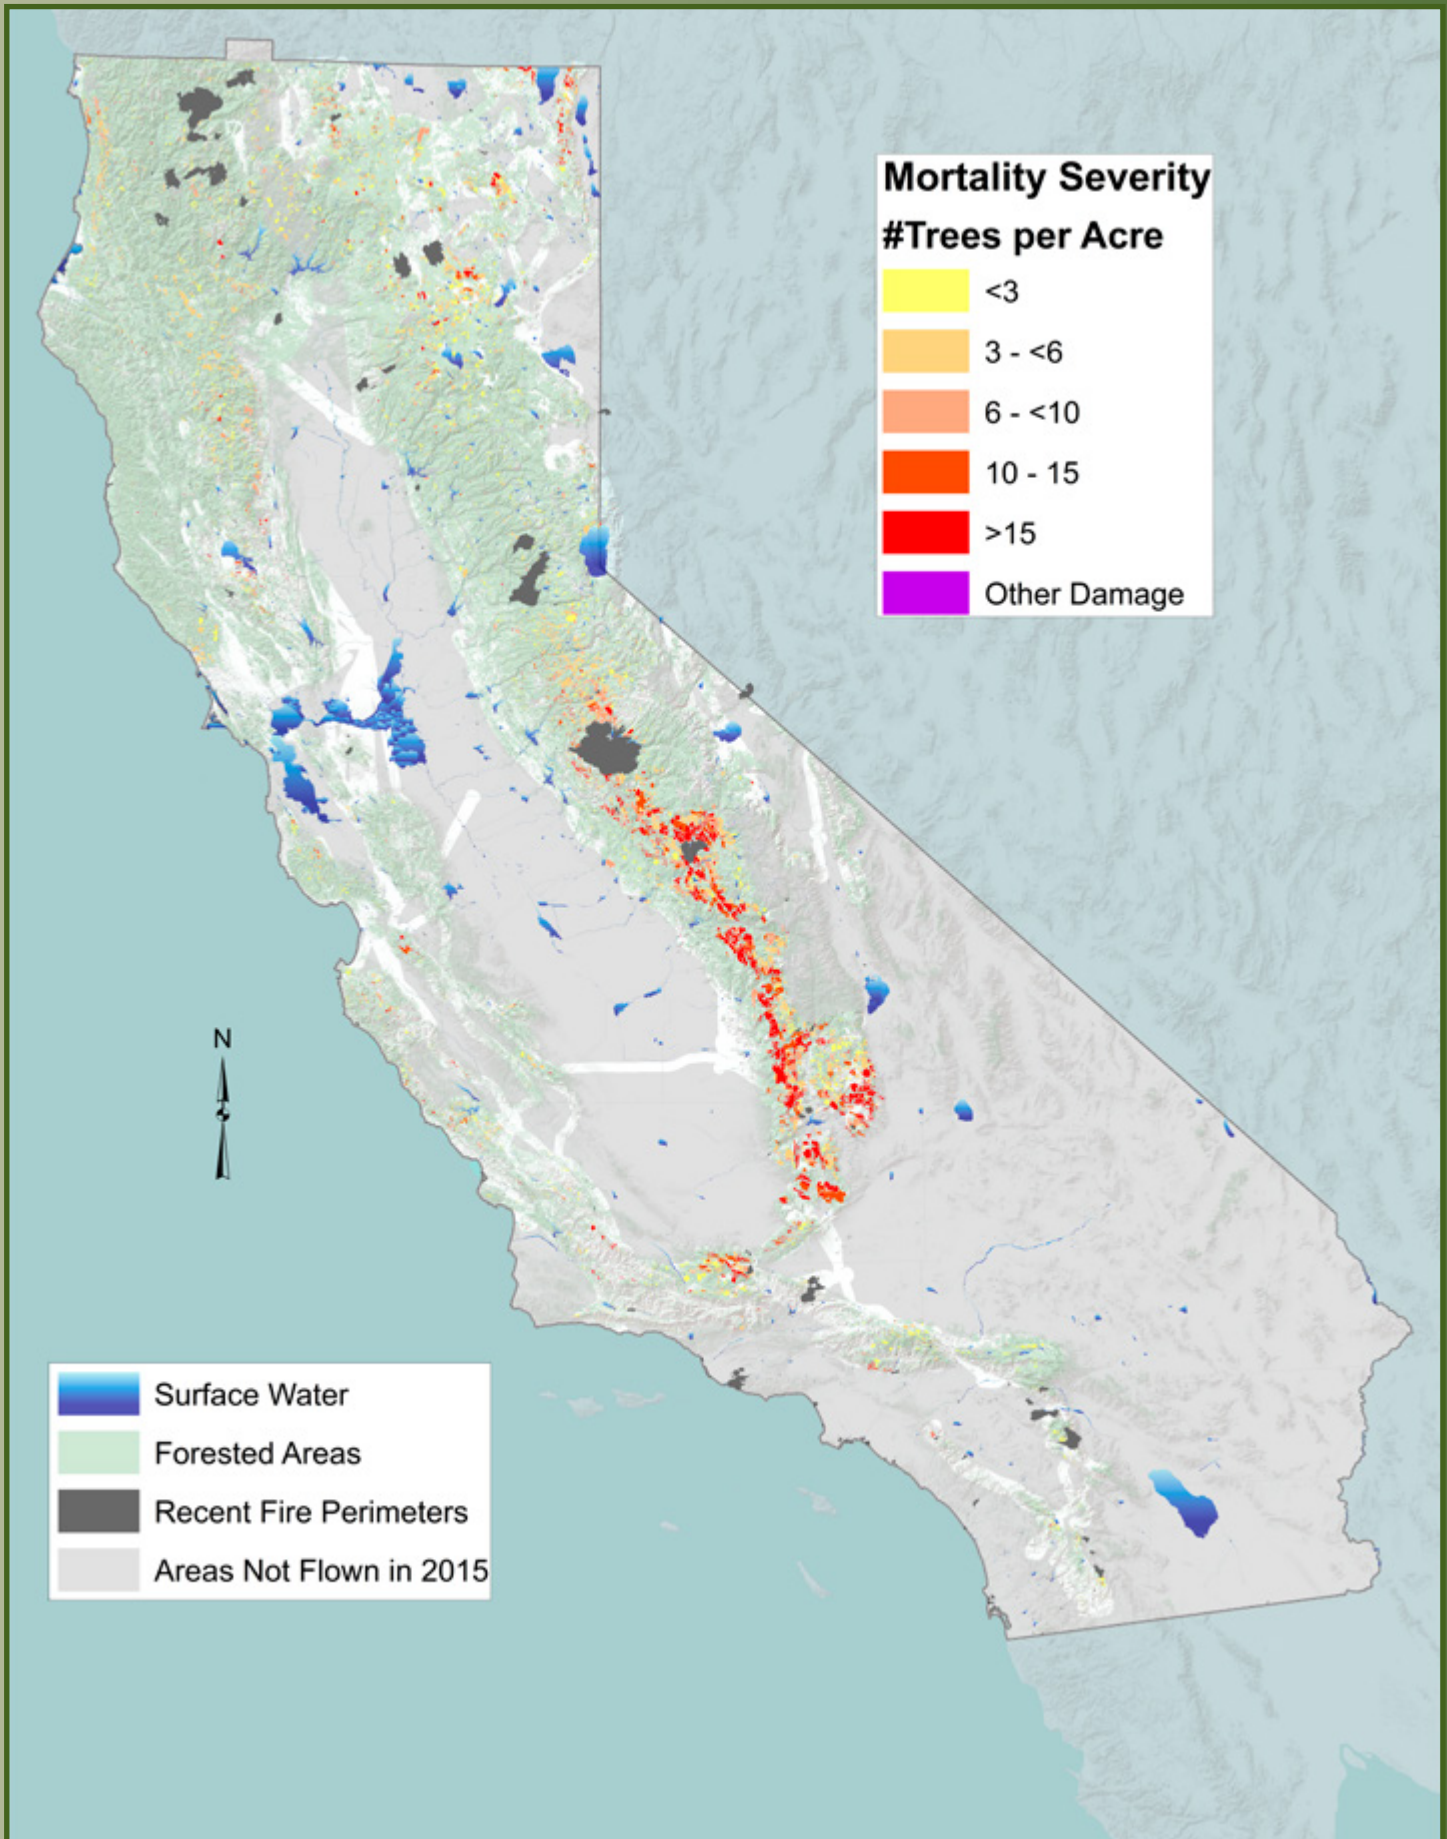 Mortality Severity
#Trees per Acre
<3
3 - <6
6 - <10
10 - 15
>15
Other Damage
N
Surface Water
Forested Areas
Recent Fire Perimeters
Areas Not Flown in 2015